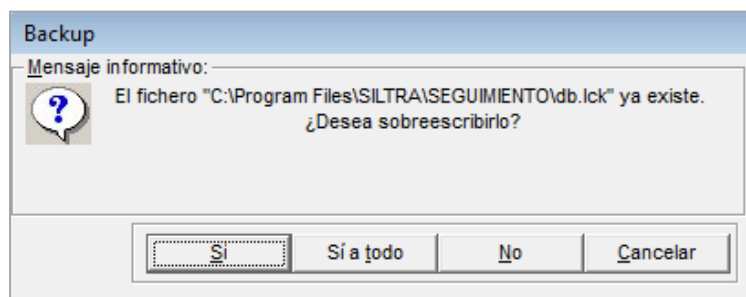 Backup
Mensaje informativo:
El fichero "C:\Program Files\SILTRA\SEGUIMIENTO\db.lck" ya existe.
¿Desea sobreescribirlo?
Si
Sí a todo
No
Cancelar